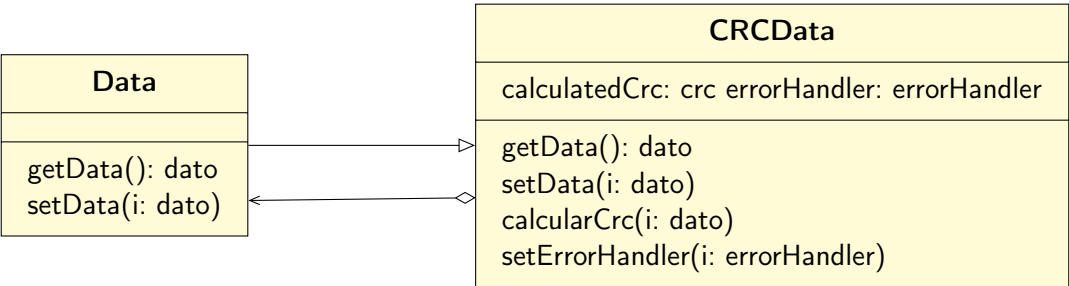 Data
getData(): dato
setData(i: dato)
CRCData
calculatedCrc: crc errorHandler: errorHandler
getData(): dato
setData(i: dato)
calcularCrc(i: dato)
setErrorHandler(i: errorHandler)